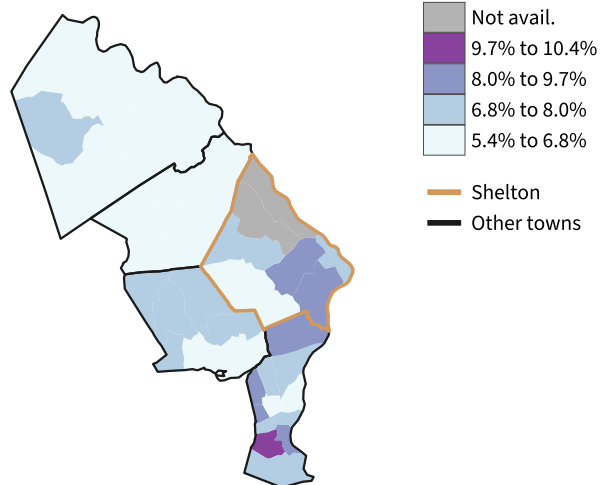 Not avail.
9.7% to 10.4%
8.0% to 9.7%
6.8% to 8.0%
5.4% to 6.8%
Shelton
Other towns